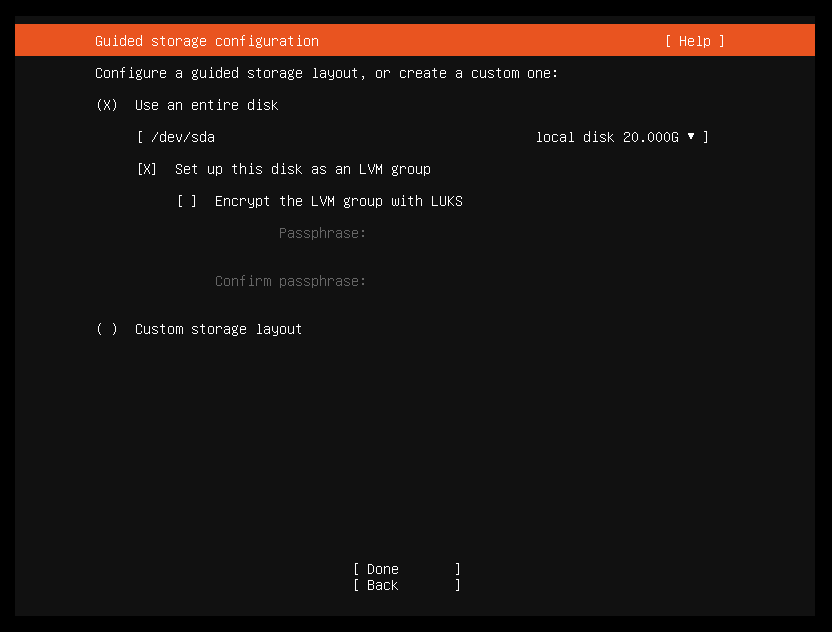 Guided storage configuration [ Help ]
Configure a guided storage layout, or create a custom one:
(X) Use an entire disk
[ /dev/sda local disk 20.000G ▾ ]
[X] Set up this disk as an LVM group
[ ] Encrypt the LVM group with LUKS
Passphrase:
Confirm passphrase:
( ) Custom storage layout
[ Done ]
[ Back ]